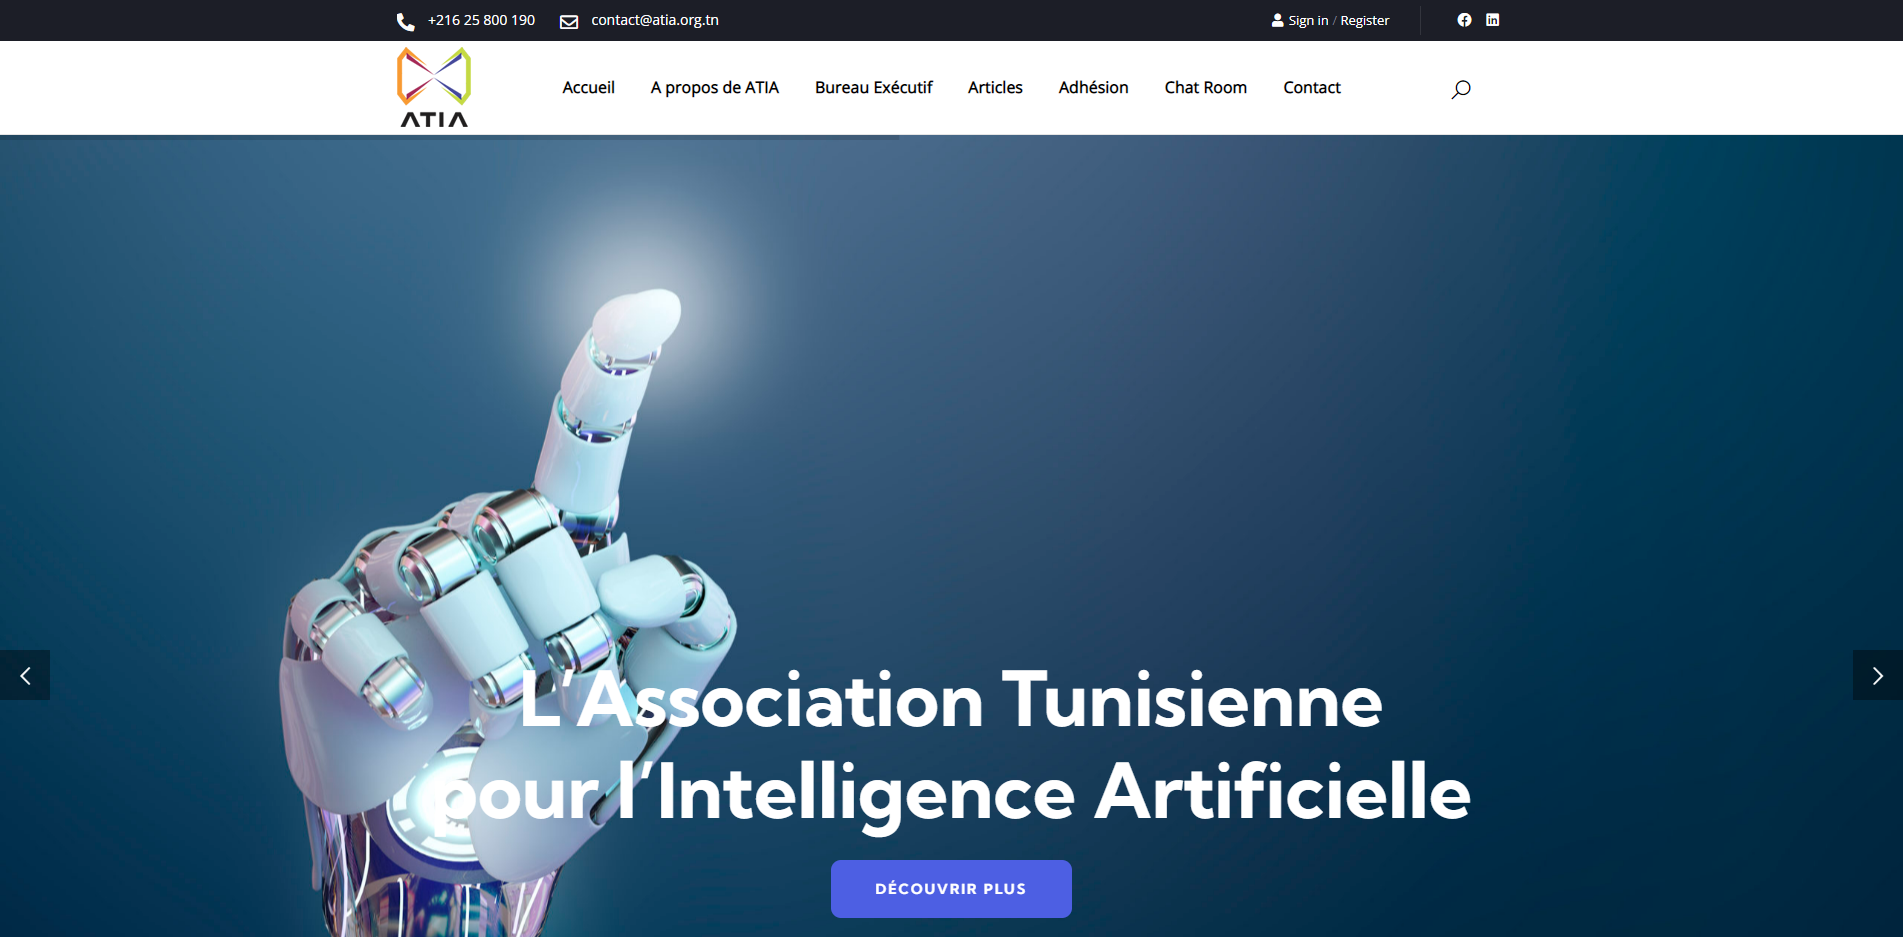 +216 25 800 190 contact@atia.org.tn Sign in / Register
ATIA
Accueil A propos de ATIA Bureau Exécutif Articles Adhésion Chat Room Contact
L’Association Tunisienne
pour l’Intelligence Artificielle
DÉCOUVRIR PLUS